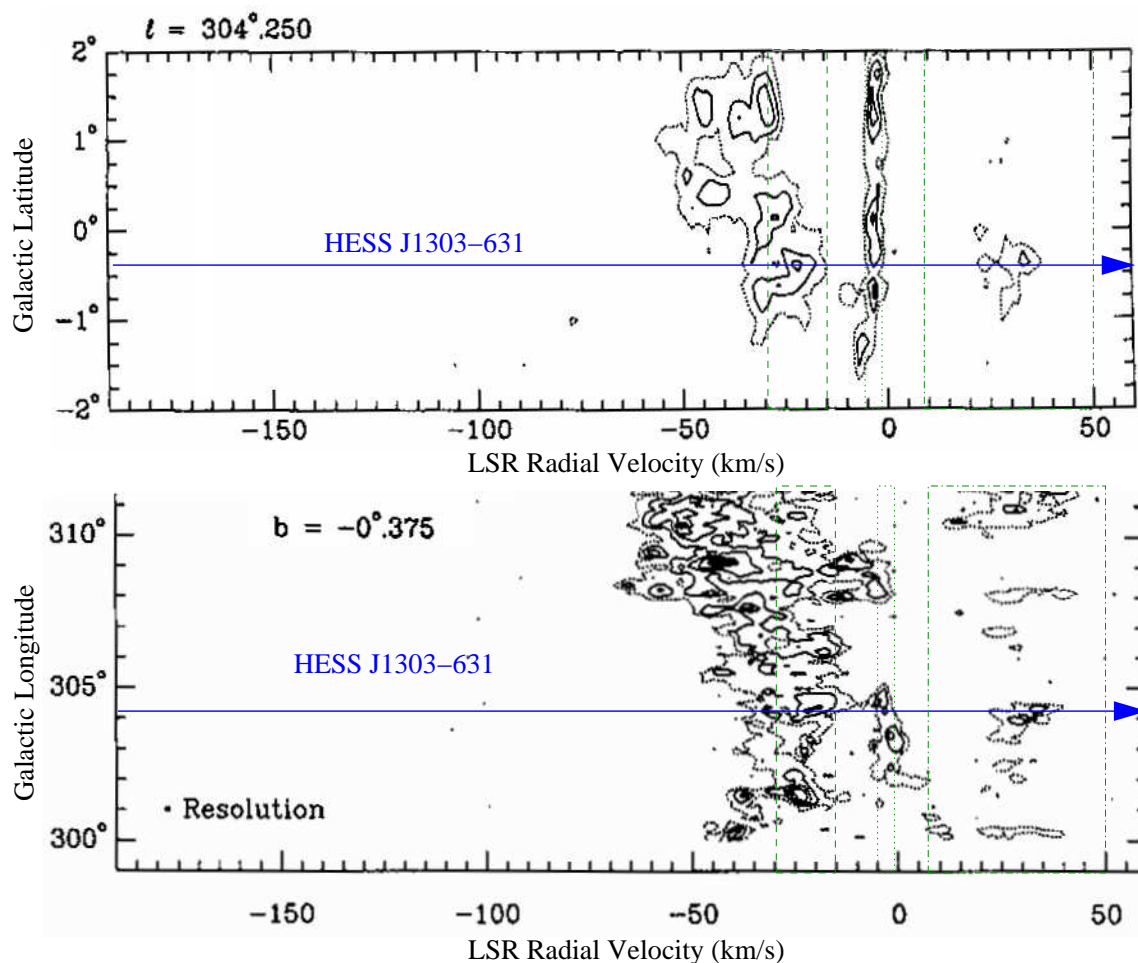 ℓ = 304°.250
2°
1°
0°
-1°
-2°
Galactic Latitude
HESS J1303−631
-150
-100
-50
0
50
LSR Radial Velocity (km/s)
b = -0°.375
310°
305°
300°
Galactic Longitude
HESS J1303−631
Resolution
-150
-100
-50
0
50
LSR Radial Velocity (km/s)